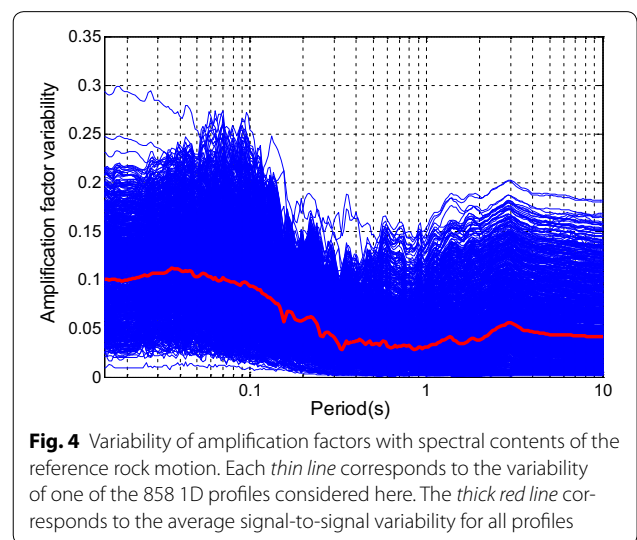 0.35
0.3
0.25
0.2
0.15
0.1
0.05
0
Amplification factor variability
0.1
1
10
Period(s)
Fig. 4 Variability of amplification factors with spectral contents of the
reference rock motion. Each thin line corresponds to the variability
of one of the 858 1D profiles considered here. The thick red line cor-
responds to the average signal-to-signal variability for all profiles